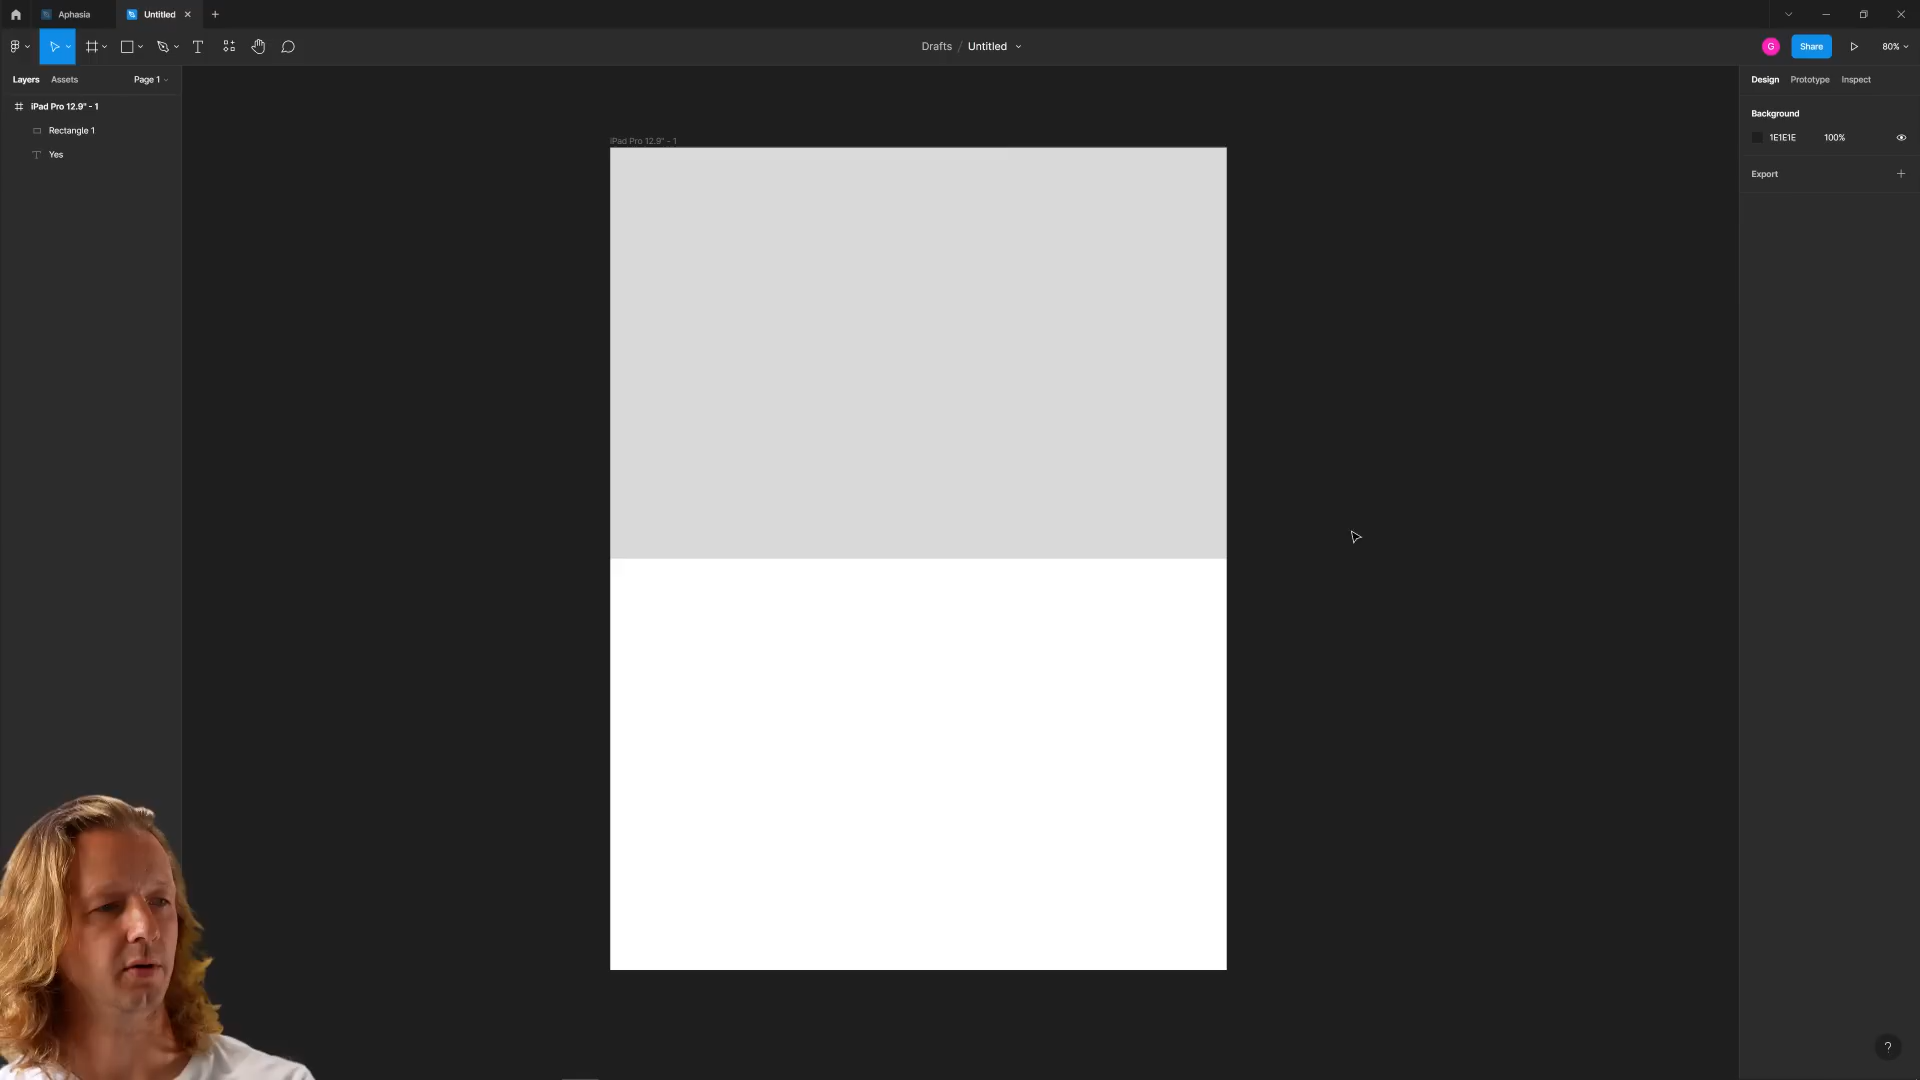 Aphasia
Untitled
Drafts / Untitled
G
Share
80%
Layers
Assets
Page 1
Design
Prototype
Inspect
iPad Pro 12.9" - 1
Rectangle 1
Yes
Background
1E1E1E
100%
Export
iPad Pro 12.9" - 1
?